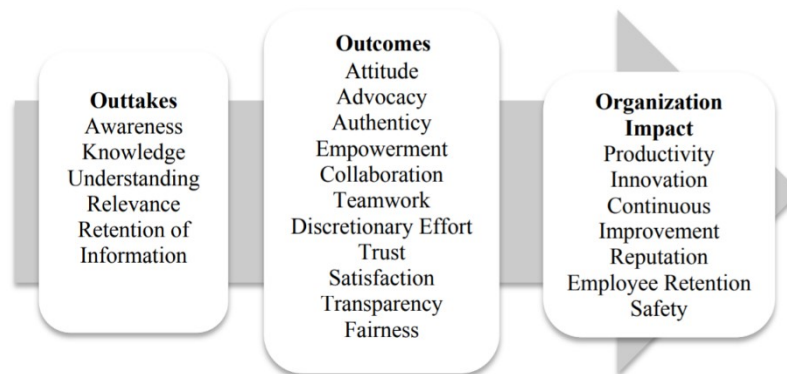 Outtakes
Awareness
Knowledge
Understanding
Relevance
Retention of
Information
Outcomes
Attitude
Advocacy
Authenticy
Empowerment
Collaboration
Teamwork
Discretionary Effort
Trust
Satisfaction
Transparency
Fairness
Organization
Impact
Productivity
Innovation
Continuous
Improvement
Reputation
Employee Retention
Safety